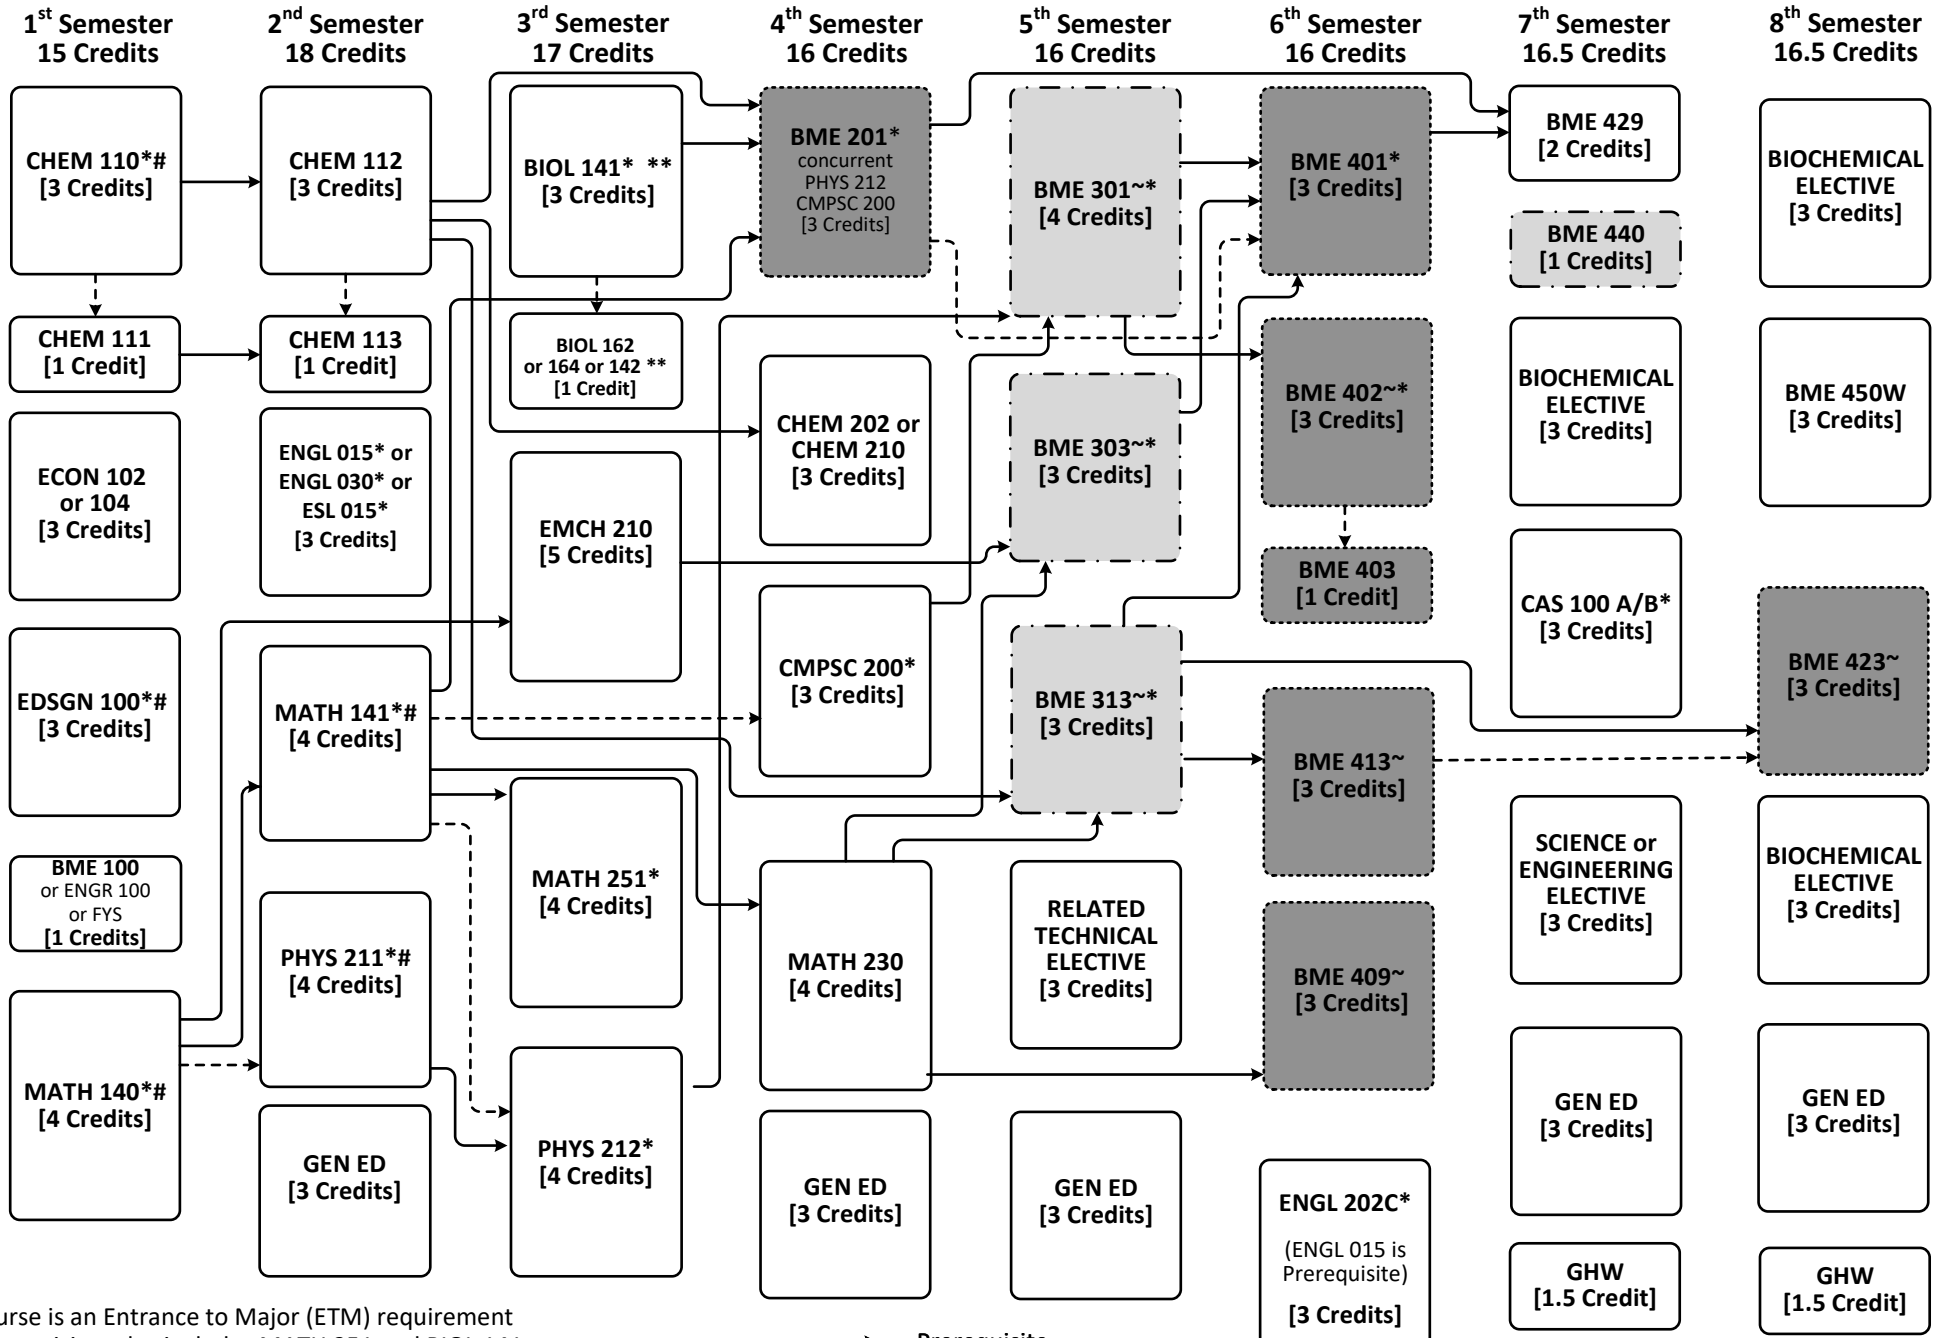 1st Semester
15 Credits
2nd Semester
18 Credits
3rd Semester
17 Credits
4th Semester
16 Credits
5th Semester
16 Credits
6th Semester
16 Credits
7th Semester
16.5 Credits
8th Semester
16.5 Credits
CHEM 110*#
[3 Credits]
CHEM 111
[1 Credit]
ECON 102
or 104
[3 Credits]
EDSGN 100*#
[3 Credits]
BME 100
or ENGR 100
or FYS
[1 Credits]
MATH 140*#
[4 Credits]
CHEM 112
[3 Credits]
CHEM 113
[1 Credit]
ENGL 015* or
ENGL 030* or
ESL 015*
[3 Credits]
MATH 141*#
[4 Credits]
PHYS 211*#
[4 Credits]
GEN ED
[3 Credits]
BIOL 141* **
[3 Credits]
BIOL 162
or 164 or 142 **
[1 Credit]
EMCH 210
[5 Credits]
MATH 251*
[4 Credits]
PHYS 212*
[4 Credits]
BME 201*
concurrent
PHYS 212
CMPSC 200
[3 Credits]
CHEM 202 or
CHEM 210
[3 Credits]
CMPSC 200*
[3 Credits]
MATH 230
[4 Credits]
GEN ED
[3 Credits]
BME 301~*
[4 Credits]
BME 303~*
[3 Credits]
BME 313~*
[3 Credits]
RELATED
TECHNICAL
ELECTIVE
[3 Credits]
GEN ED
[3 Credits]
BME 401*
[3 Credits]
BME 402~*
[3 Credits]
BME 403
[1 Credit]
BME 413~
[3 Credits]
BME 409~
[3 Credits]
ENGL 202C*
(ENGL 015 is
Prerequisite)
[3 Credits]
BME 429
[2 Credits]
BME 440
[1 Credits]
BIOCHEMICAL
ELECTIVE
[3 Credits]
CAS 100 A/B*
[3 Credits]
SCIENCE or
ENGINEERING
ELECTIVE
[3 Credits]
GEN ED
[3 Credits]
GHW
[1.5 Credit]
BIOCHEMICAL
ELECTIVE
[3 Credits]
BME 450W
[3 Credits]
BME 423~
[3 Credits]
BIOCHEMICAL
ELECTIVE
[3 Credits]
GEN ED
[3 Credits]
GHW
[1.5 Credit]
urse is an Entrance to Major (ETM) requirement
Prerequisite